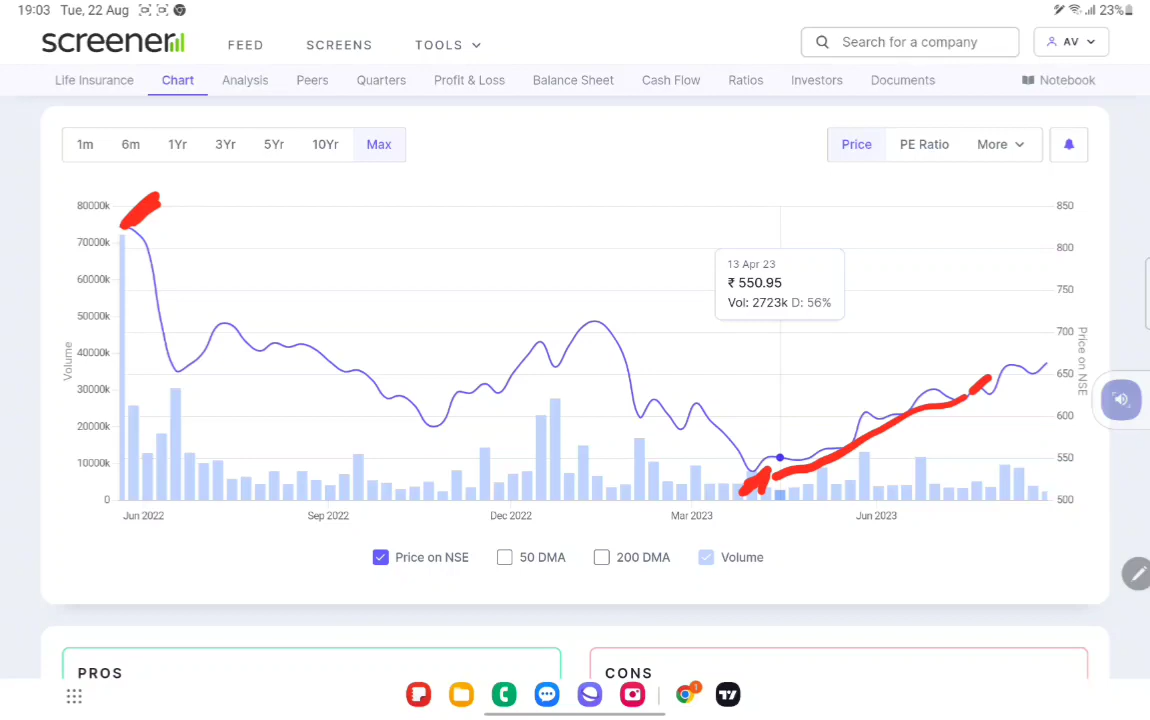 19:03 Tue, 22 Aug 23%
screener FEED SCREENS TOOLS Search for a company AV
Life Insurance Chart Analysis Peers Quarters Profit & Loss Balance Sheet Cash Flow Ratios Investors Documents Notebook
1m 6m 1Yr 3Yr 5Yr 10Yr Max Price PE Ratio More
80000k 850
70000k 800
60000k 750
50000k 700
40000k 650
30000k 600
20000k
10000k 550
0 500
Volume
Price on NSE
13 Apr 23
₹ 550.95
Vol: 2723k D: 56%
Jun 2022 Sep 2022 Dec 2022 Mar 2023 Jun 2023
Price on NSE 50 DMA 200 DMA Volume
PROS CONS
1